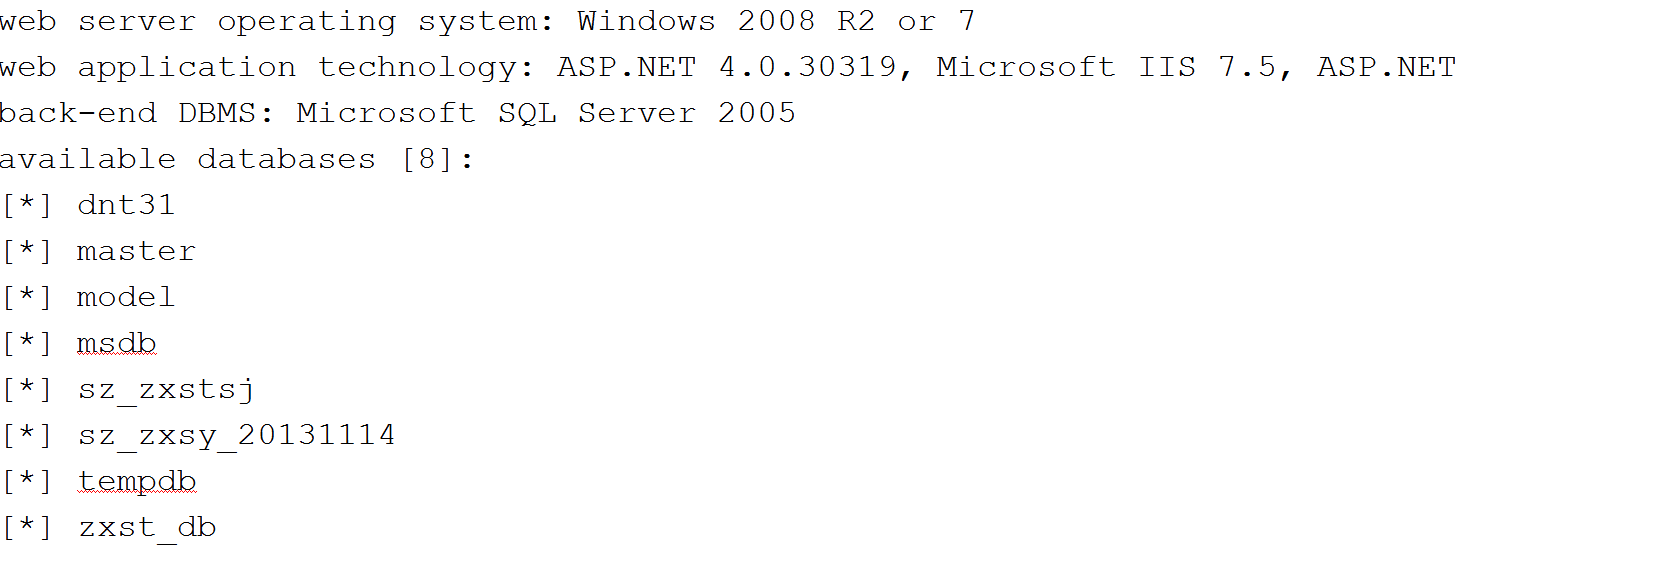 web server operating system: Windows 2008 R2 or 7
web application technology: ASP.NET 4.0.30319, Microsoft IIS 7.5, ASP.NET
back-end DBMS: Microsoft SQL Server 2005
available databases [8]:
[*] dnt31
[*] master
[*] model
[*] msdb
[*] sz_zxstsj
[*] sz_zxsy_20131114
[*] tempdb
[*] zxst_db